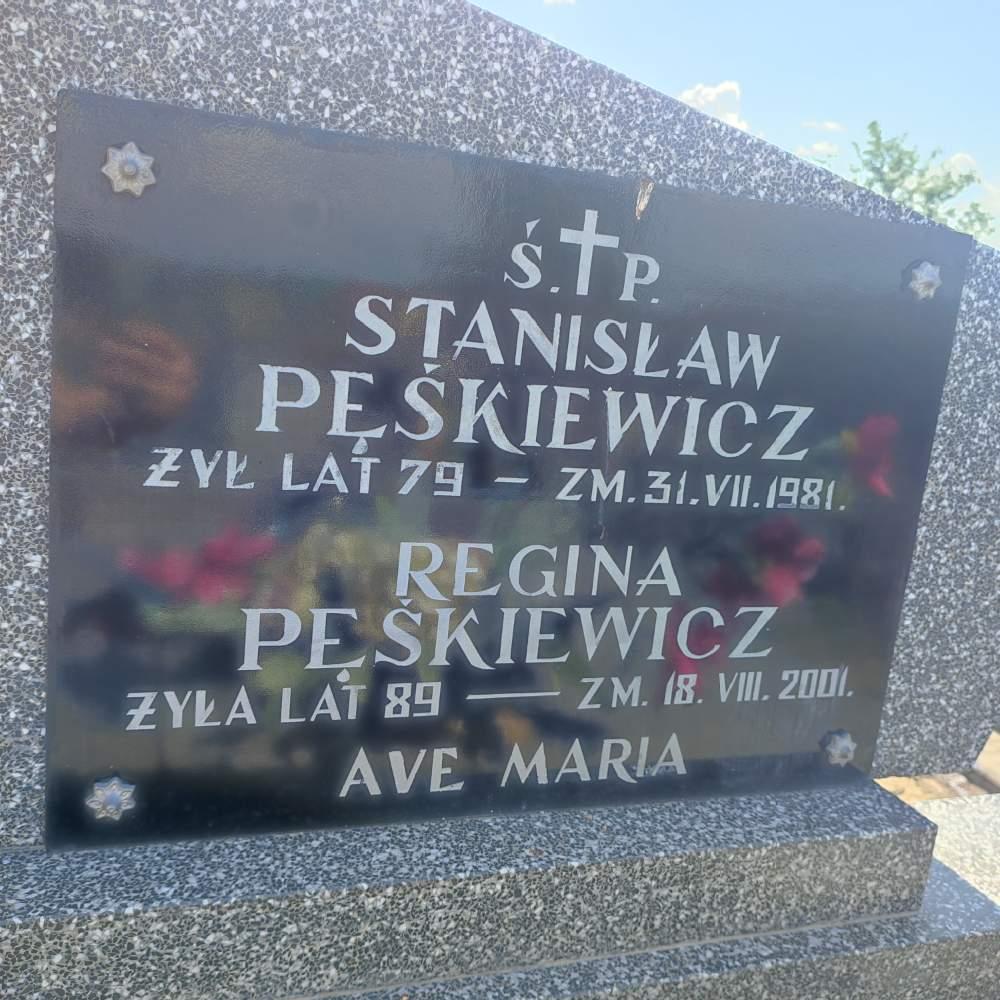 Ś. ✝ P.
STANISŁAW
PĘŚKIEWICZ
ŻYŁ LAT 79 – ZM. 31. VII. 1981.
REGINA
PĘŚKIEWICZ
ŻYŁA LAT 89 — ZM. 18. VIII. 2001.
AVE MARIA